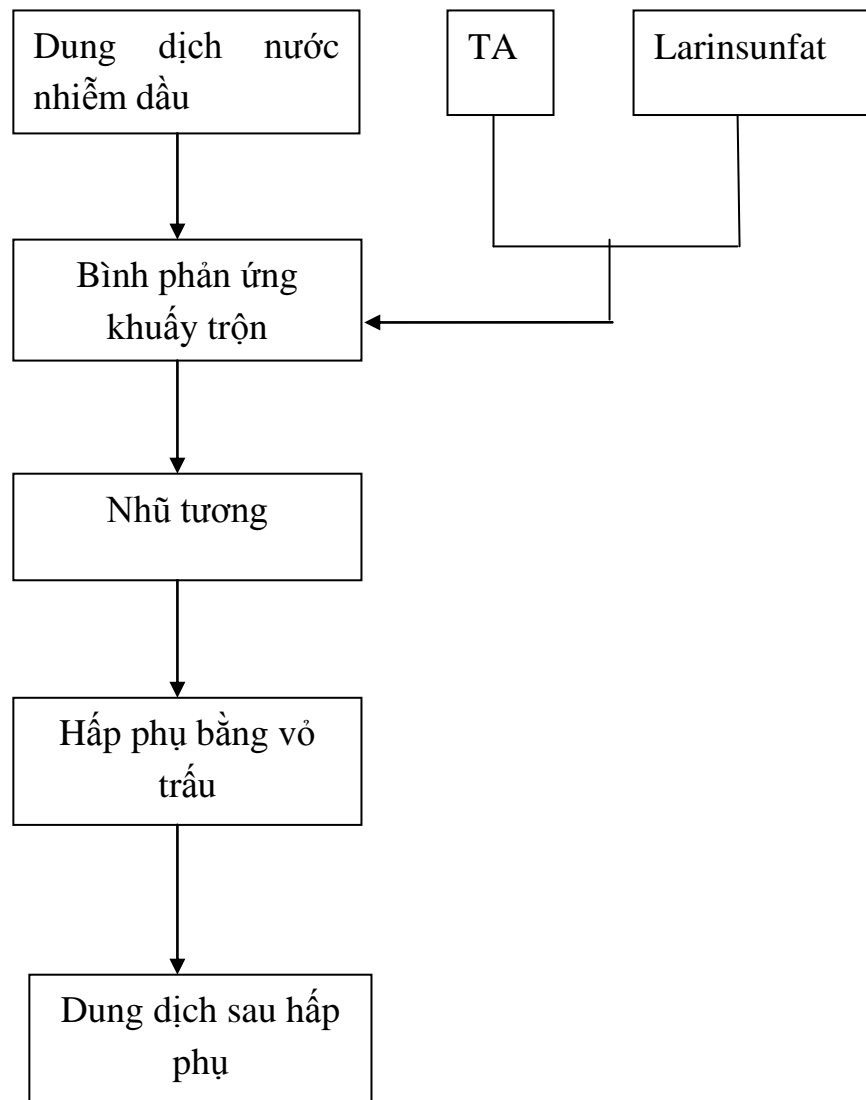 Dung dịch nước
nhiễm dầu
TA
Larinsunfat
Bình phản ứng
khuấy trộn
Nhũ tương
Hấp phụ bằng vỏ
trấu
Dung dịch sau hấp
phụ